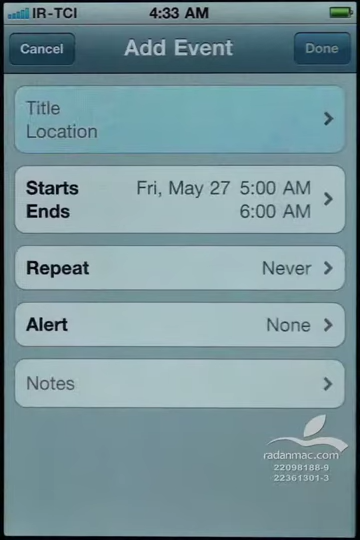 IR-TCI 4:33 AM
Cancel Add Event Done
Title
Location
Starts Fri, May 27 5:00 AM
Ends 6:00 AM
Repeat Never
Alert None
Notes
radanmac.com
22098188-9
22361301-3